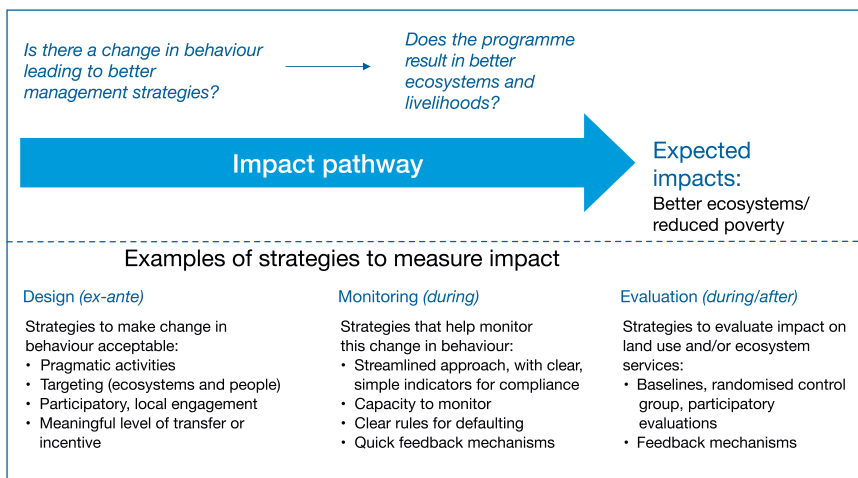 Is there a change in behaviour
leading to better
management strategies?
Does the programme
result in better
ecosystems and
livelihoods?
Impact pathway
Expected
impacts:
Better ecosystems/
reduced poverty
Examples of strategies to measure impact
Design (ex-ante)
Strategies to make change in
behaviour acceptable:
• Pragmatic activities
• Targeting (ecosystems and people)
• Participatory, local engagement
• Meaningful level of transfer or
incentive
Monitoring (during)
Strategies that help monitor
this change in behaviour:
• Streamlined approach, with clear,
simple indicators for compliance
• Capacity to monitor
• Clear rules for defaulting
• Quick feedback mechanisms
Evaluation (during/after)
Strategies to evaluate impact on
land use and/or ecosystem
services:
• Baselines, randomised control
group, participatory
evaluations
• Feedback mechanisms